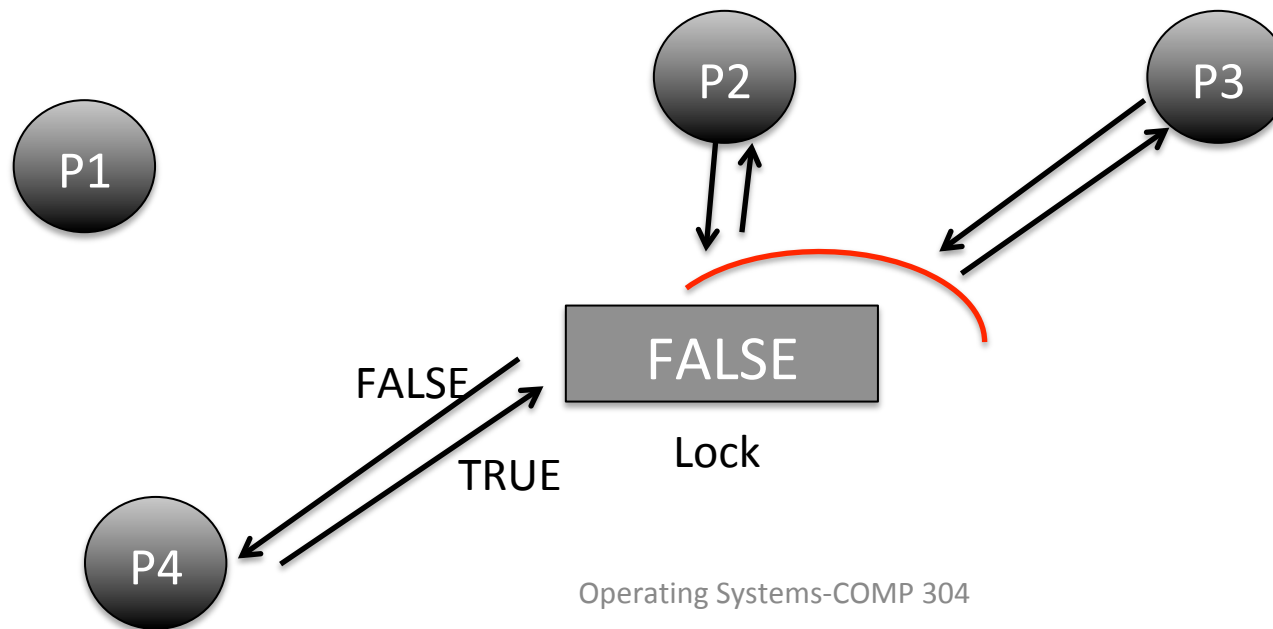 P2
P3
P1
FALSE
FALSE
Lock
TRUE
P4
Operating Systems-COMP 304